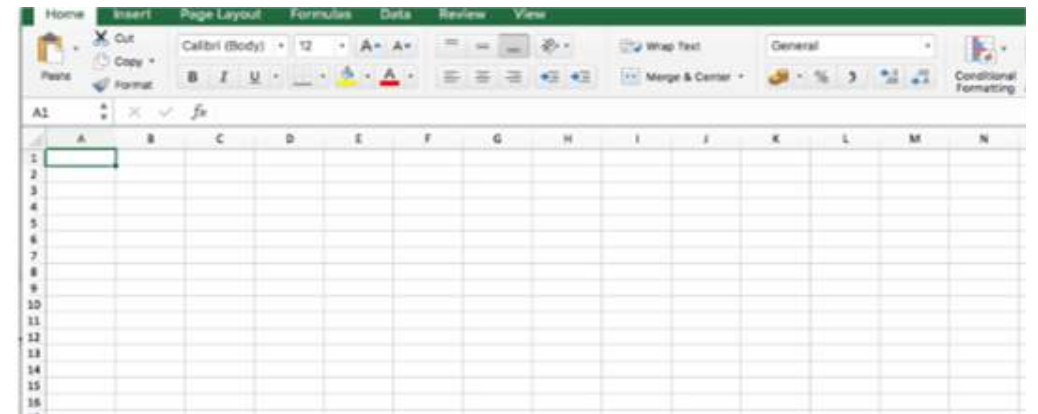 Home Insert Page Layout Formulas Data Review View
Cut Calibri (Body) 12 A A Wrap Text General
Copy
Paste Format B I U A Merge & Center % Conditional
Formatting
A1 fx
A B C D E F G H I J K L M N
1
2
3
4
5
6
7
8
9
10
11
12
13
14
15
16